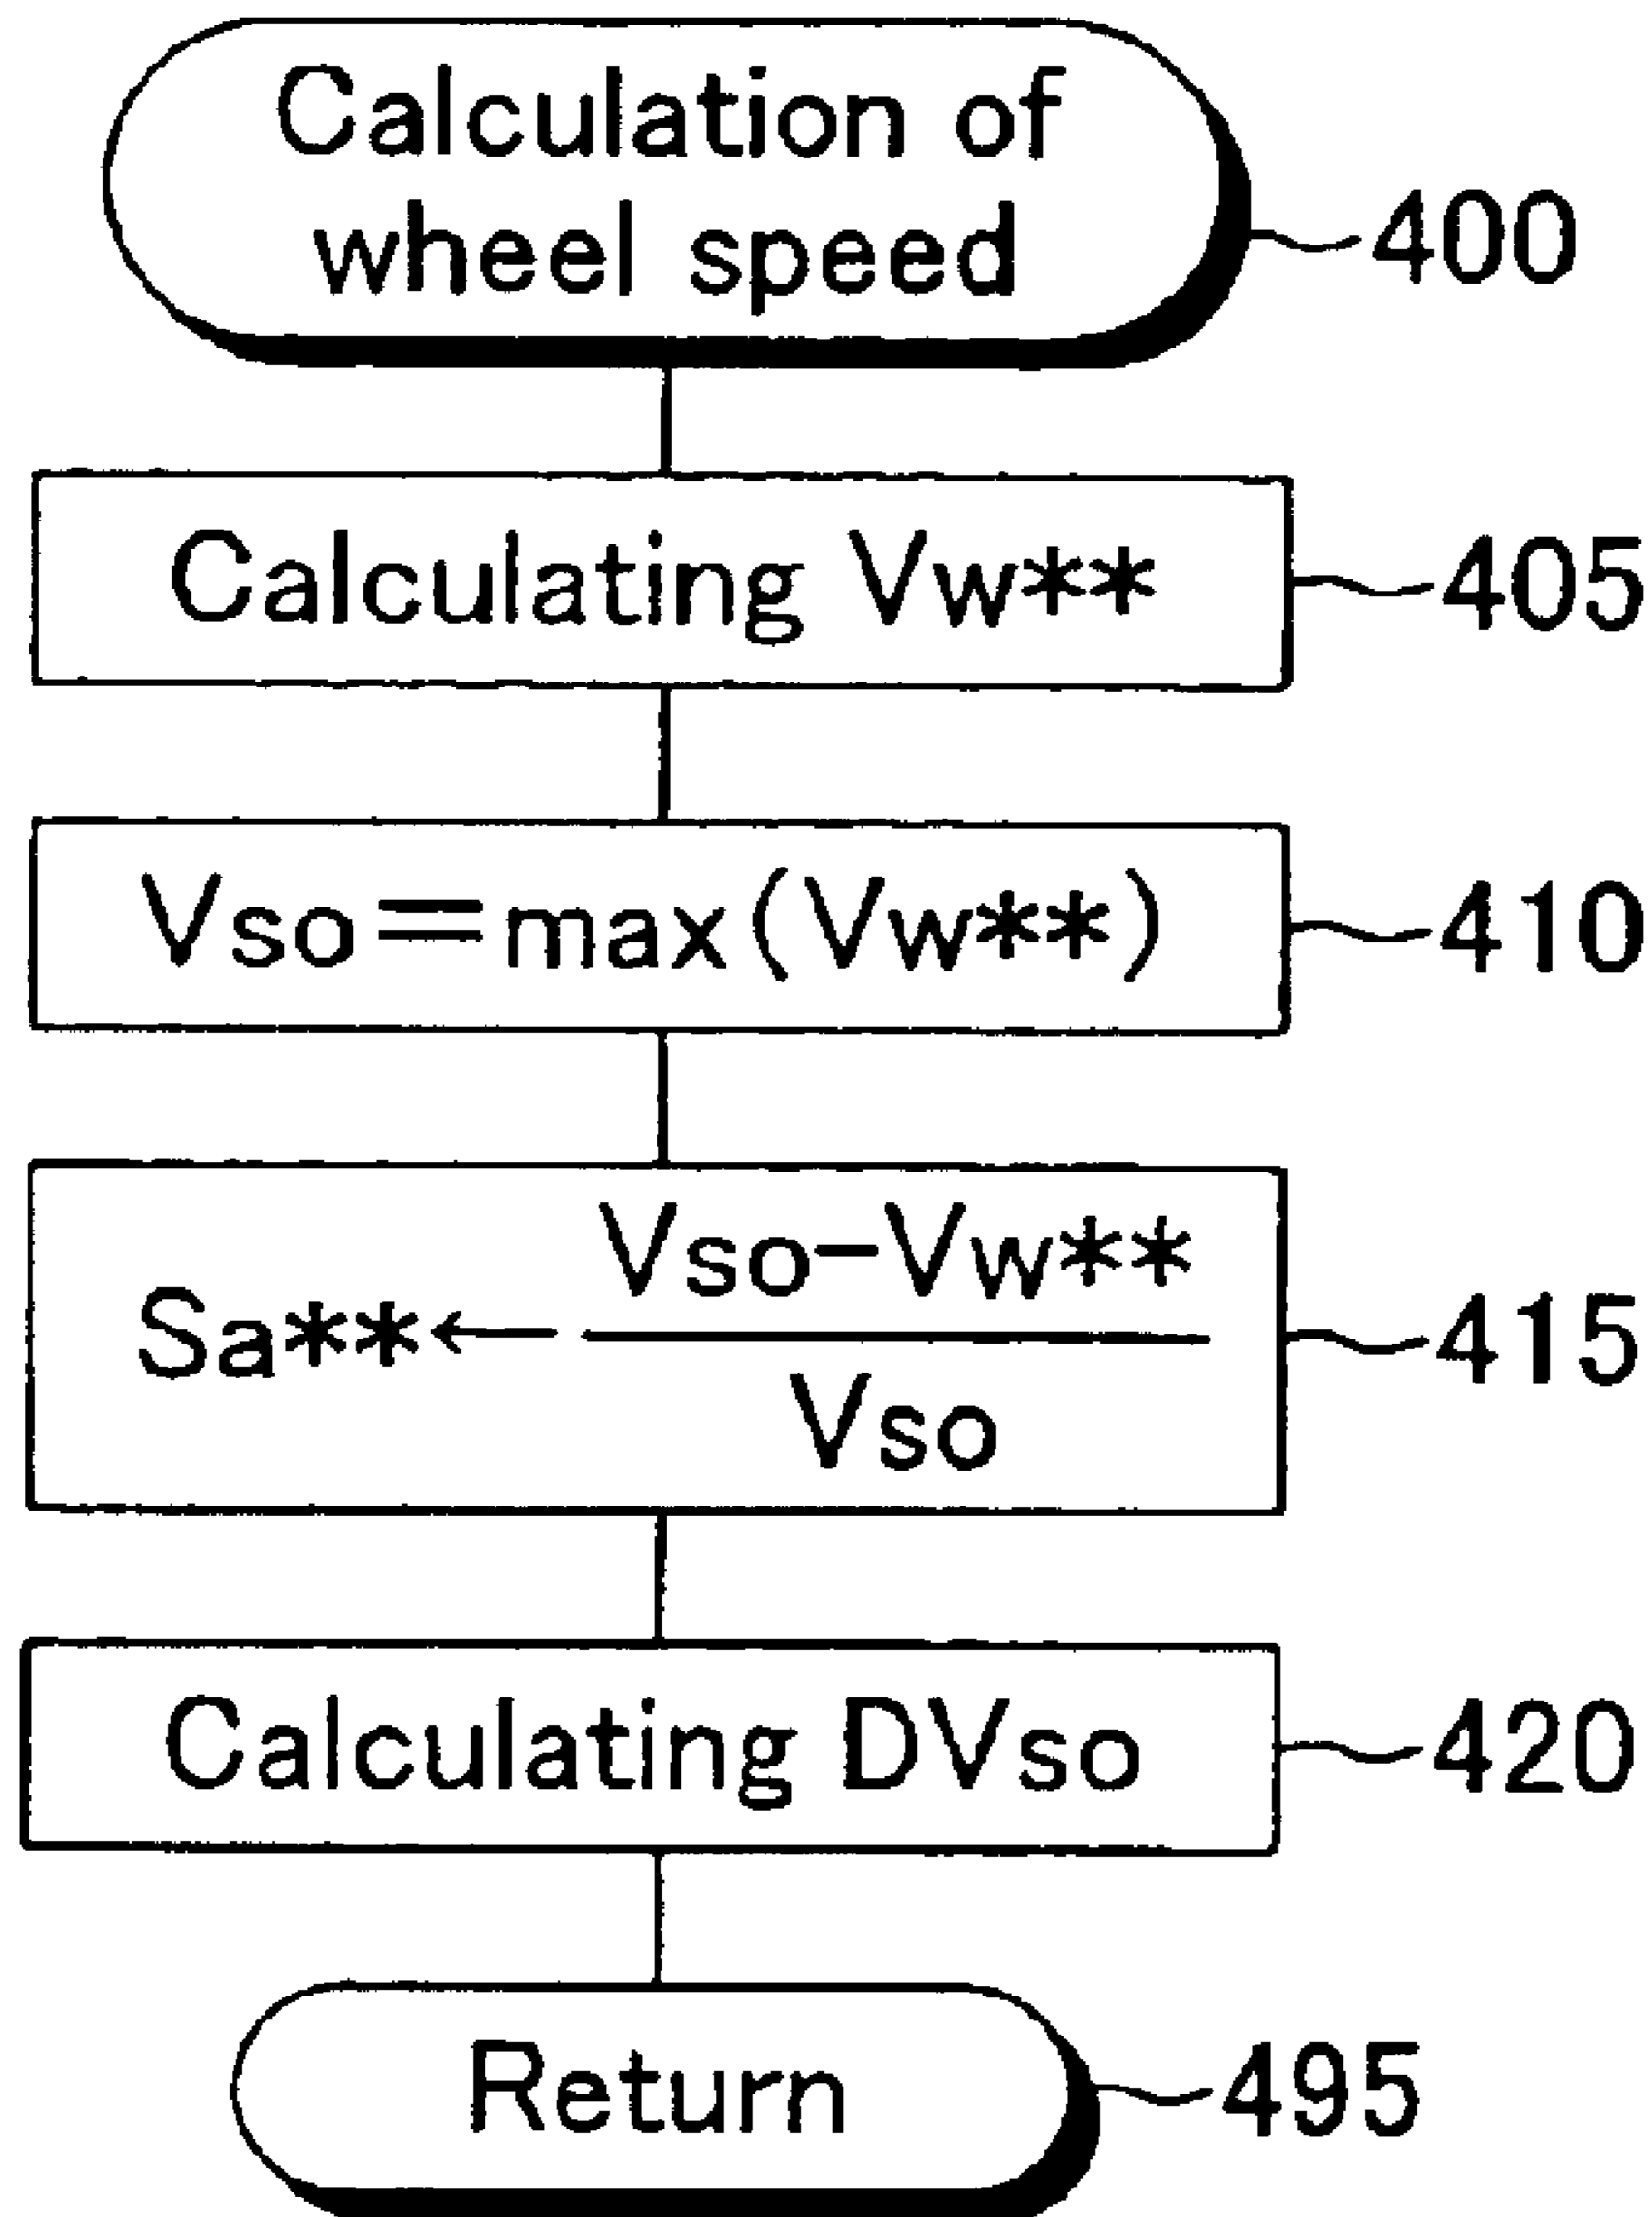 Calculation of
wheel speed
400
Calculating Vw**
405
Vso=max(Vw**)
410
Vso-Vw**
Sa**←
Vso
415
Calculating DVso
420
Return
495